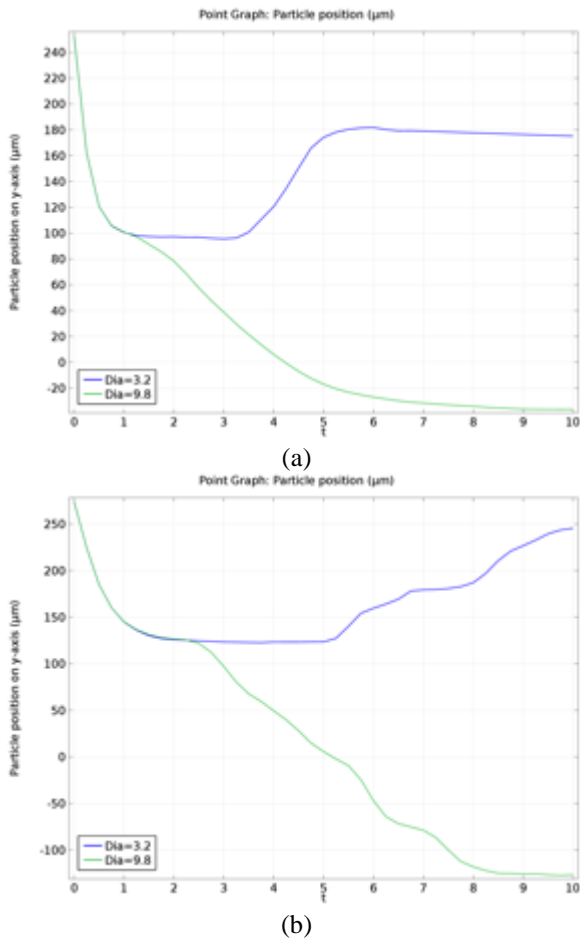 Point Graph: Particle position (µm)
Particle position on y-axis (µm)
240
220
200
180
160
140
120
100
80
60
40
20
0
-20
Dia=3.2
Dia=9.8
0 1 2 3 4 5 6 7 8 9 10
t
(a)
Point Graph: Particle position (µm)
Particle position on y-axis (µm)
250
200
150
100
50
0
-50
-100
Dia=3.2
Dia=9.8
0 1 2 3 4 5 6 7 8 9 10
t
(b)